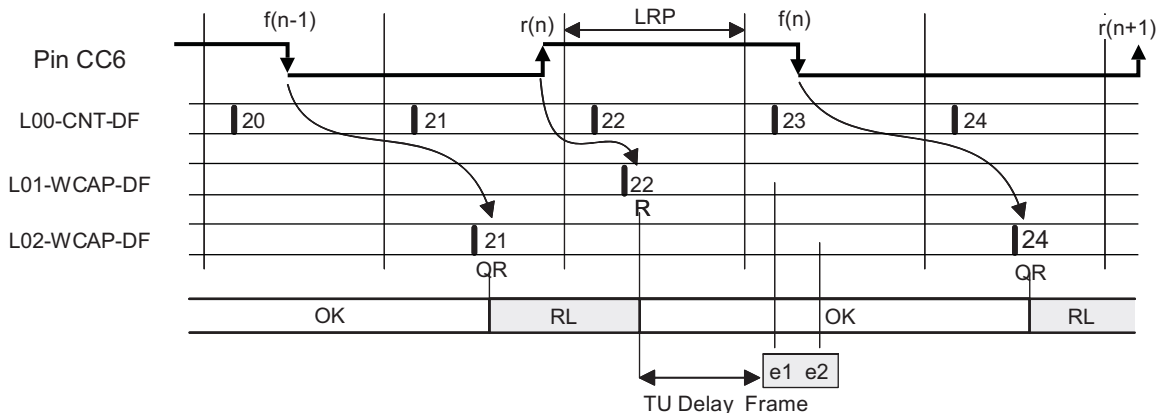 f(n-1) r(n) LRP f(n) r(n+1)
Pin CC6
L00-CNT-DF 20 21 22 23 24
L01-WCAP-DF 22
R
L02-WCAP-DF 21 24
QR QR
OK RL OK RL
e1 e2
TU Delay Frame